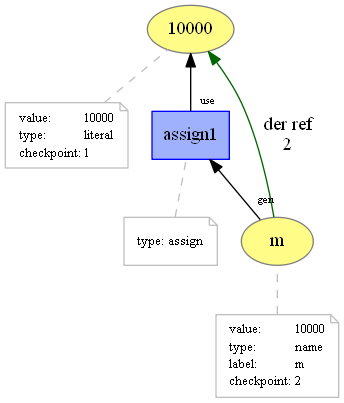 10000
use
value: 10000
type: literal
checkpoint: 1
assign1
der ref
2
gen
type: assign
m
value: 10000
type: name
label: m
checkpoint: 2